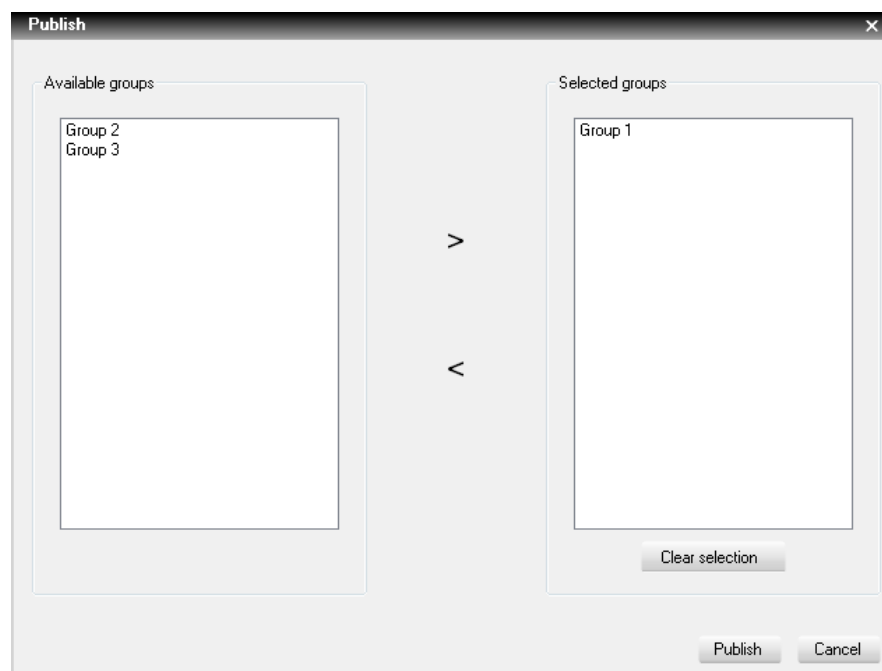 Publish
Available groups
Group 2
Group 3
>
<
Selected groups
Group 1
Clear selection
Publish
Cancel